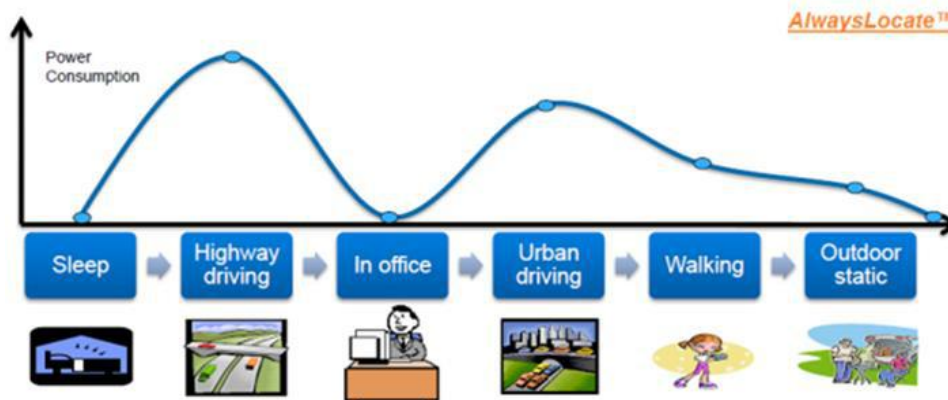 AlwaysLocate™
Power
Consumption
Sleep
Highway
driving
In office
Urban
driving
Walking
Outdoor
static